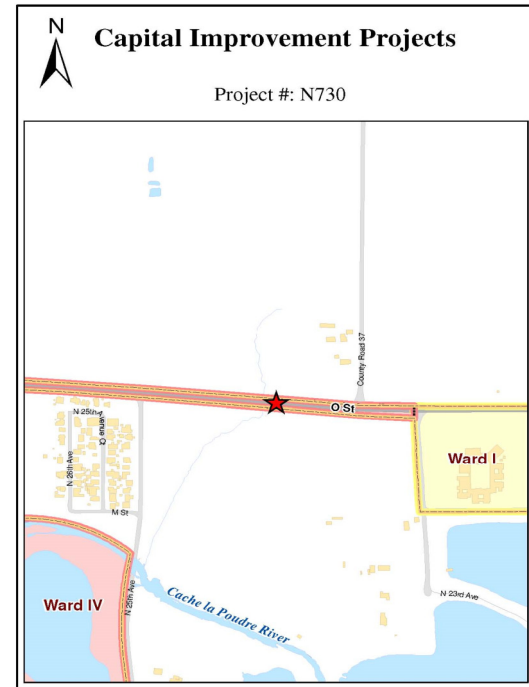 N
Capital Improvement Projects
Project #: N730
County Road 37
O St
N 25th Avenue Ct
N 26th Ave
M St
Ward I
Ward IV
N 25th Ave
Cache la Poudre River
N 23rd Ave